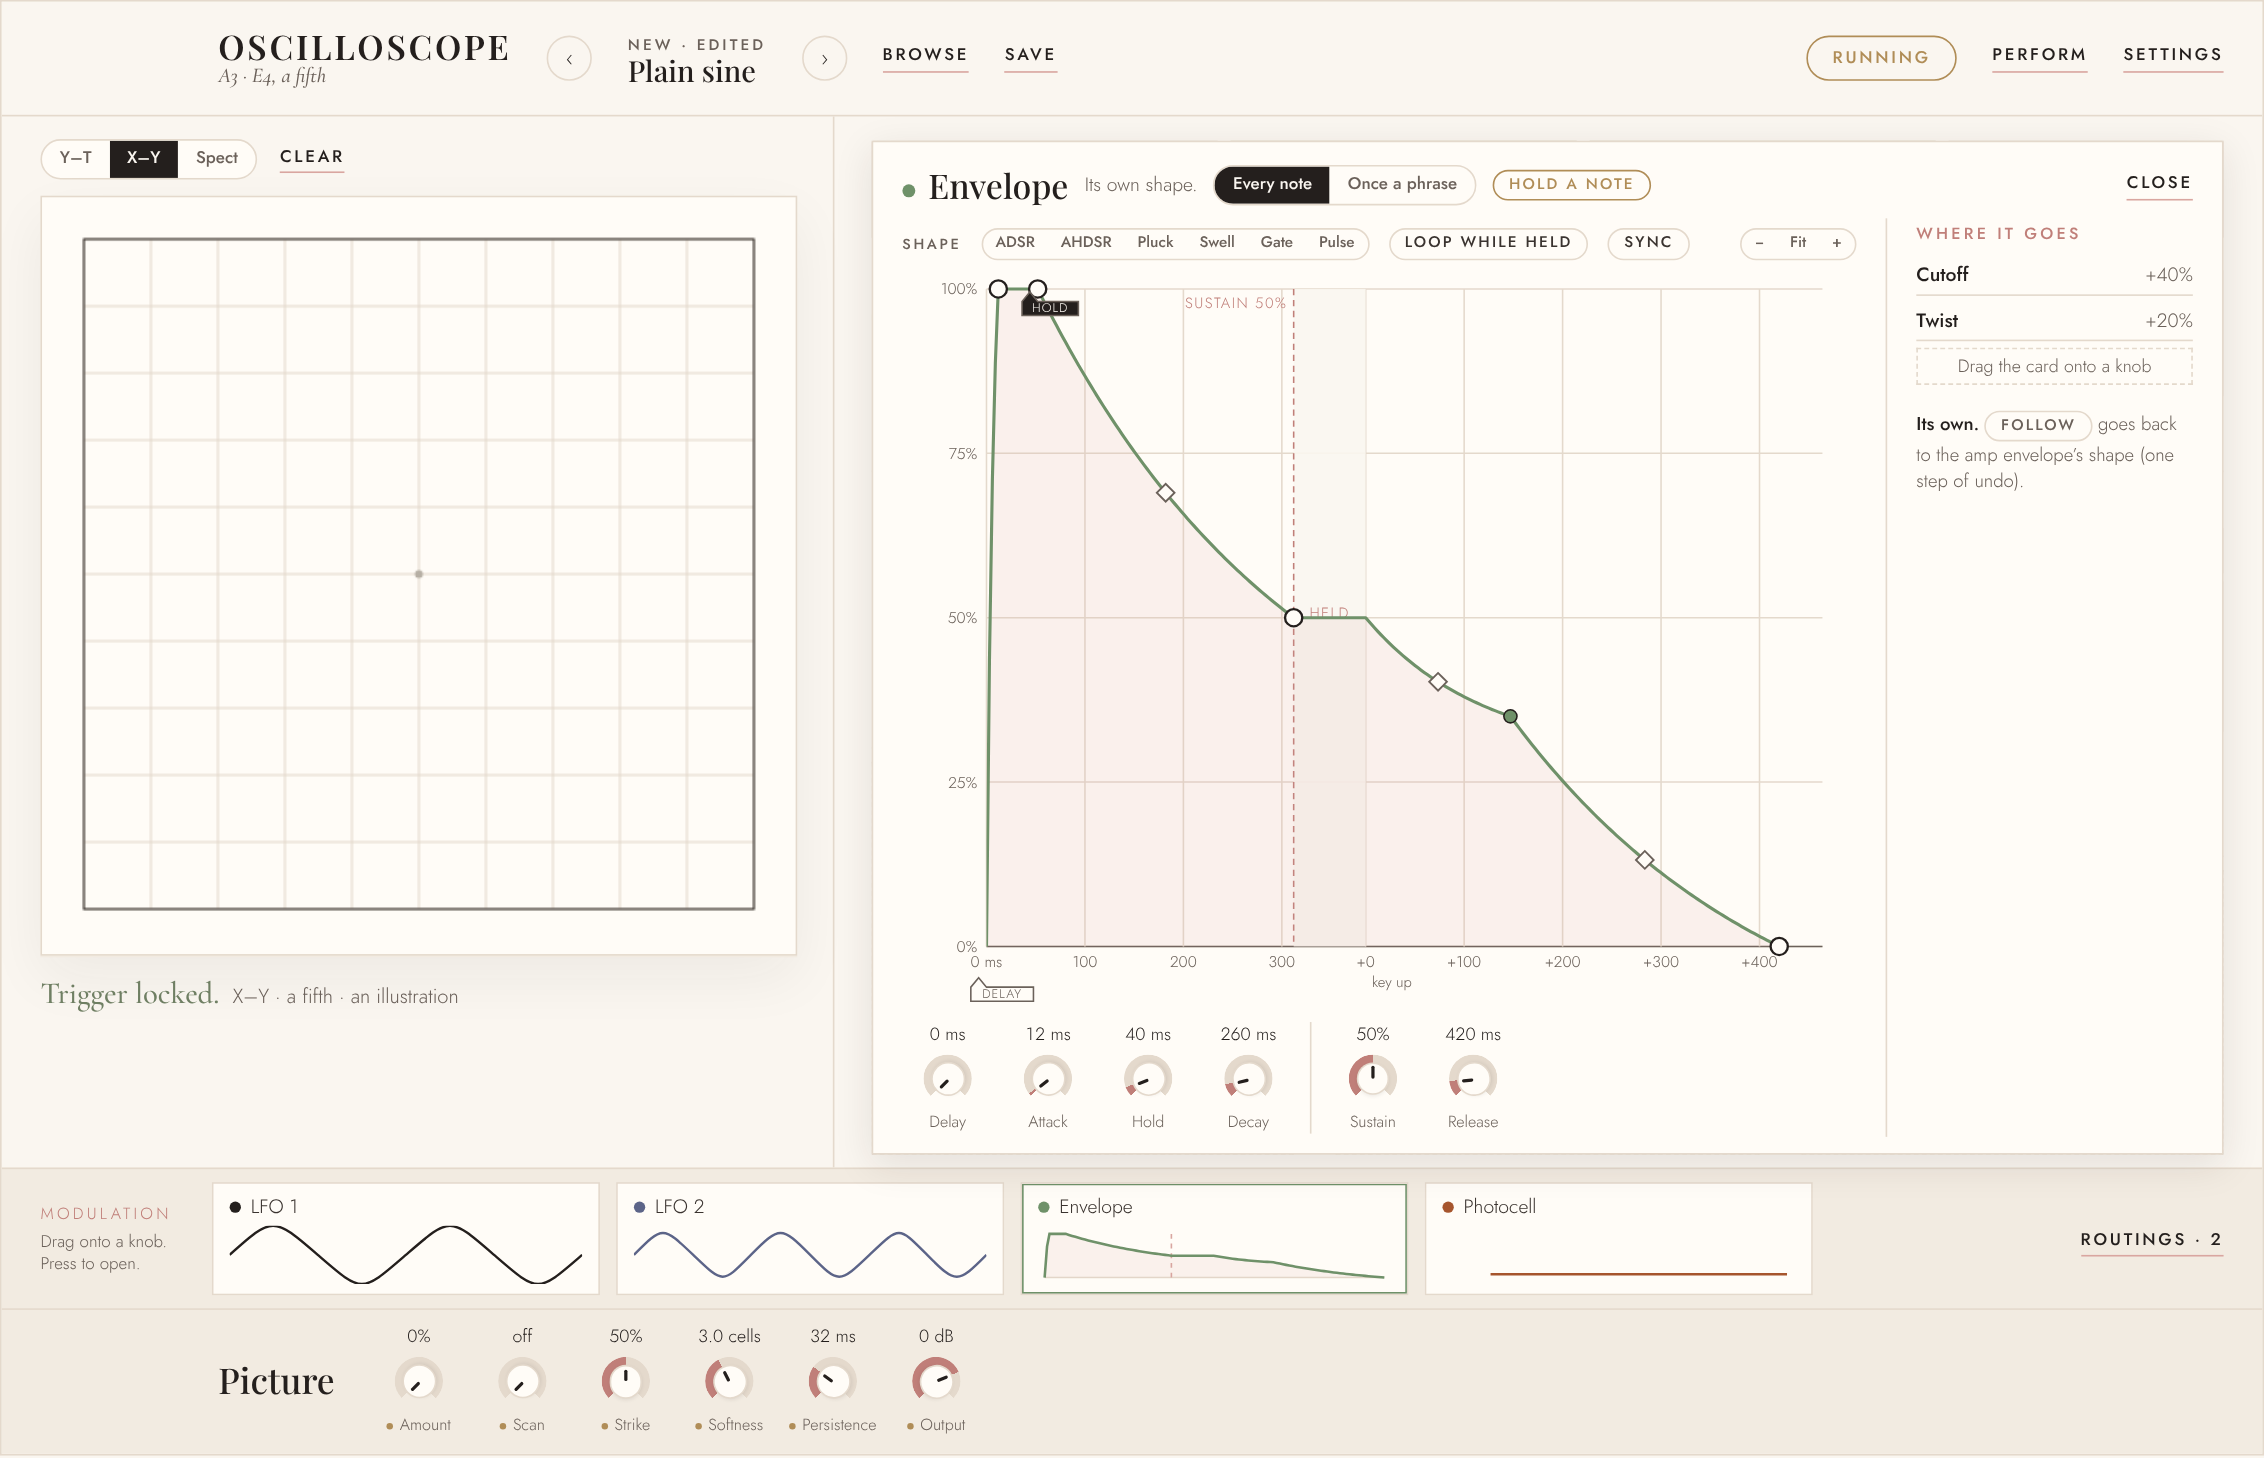 OSCILLOSCOPE
A3 · E4, a fifth
‹
NEW · EDITED
Plain sine
›
BROWSE
SAVE
RUNNING
PERFORM
SETTINGS
Y–T
X–Y
Spect
CLEAR
Trigger locked. X–Y · a fifth · an illustration
Envelope
Its own shape.
Every note
Once a phrase
HOLD A NOTE
CLOSE
SHAPE
ADSR
AHDSR
Pluck
Swell
Gate
Pulse
LOOP WHILE HELD
SYNC
–
Fit
+
100%
HOLD
SUSTAIN 50%
75%
50%
HELD
25%
0%
0 ms
100
200
300
+0
+100
+200
+300
+400
key up
DELAY
0 ms
12 ms
40 ms
260 ms
50%
420 ms
Delay
Attack
Hold
Decay
Sustain
Release
WHERE IT GOES
Cutoff +40%
Twist +20%
Drag the card onto a knob
Its own. FOLLOW goes back
to the amp envelope's shape (one
step of undo).
MODULATION
Drag onto a knob.
Press to open.
LFO 1
LFO 2
Envelope
Photocell
ROUTINGS · 2
Picture
0%
off
50%
3.0 cells
32 ms
0 dB
Amount
Scan
Strike
Softness
Persistence
Output